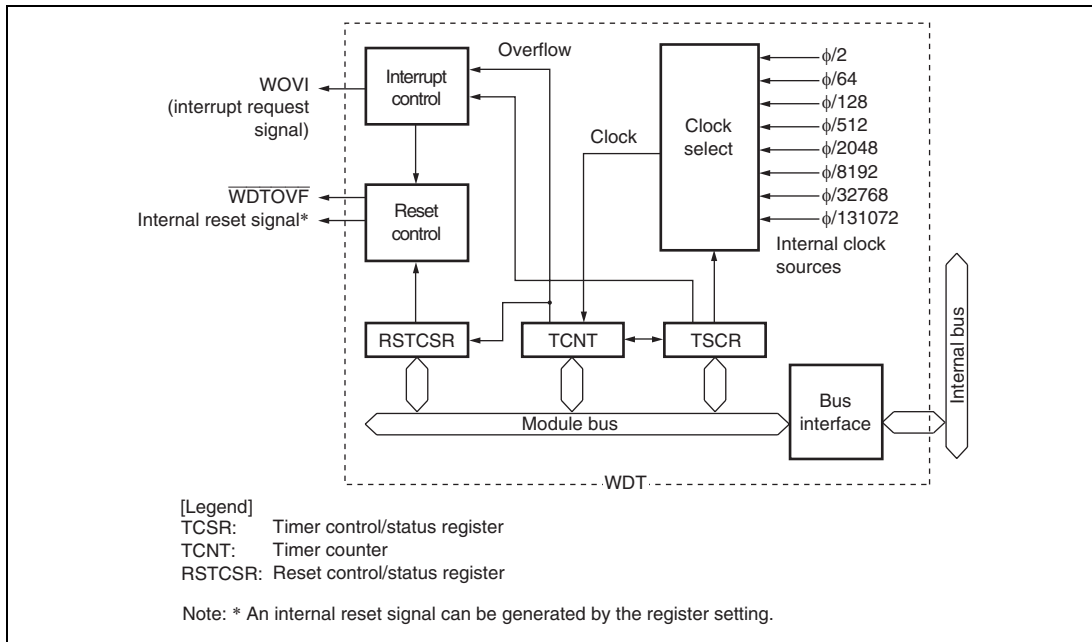 Overflow
WOVI
(interrupt request
signal)
Interrupt
control
Clock
Clock
select
ϕ/2
ϕ/64
ϕ/128
ϕ/512
ϕ/2048
ϕ/8192
ϕ/32768
ϕ/131072
Internal clock
sources
WDTOVF
Internal reset signal*
Reset
control
RSTCSR
TCNT
TSCR
Module bus
Bus
interface
Internal bus
WDT
[Legend]
TCSR: Timer control/status register
TCNT: Timer counter
RSTCSR: Reset control/status register
Note: * An internal reset signal can be generated by the register setting.